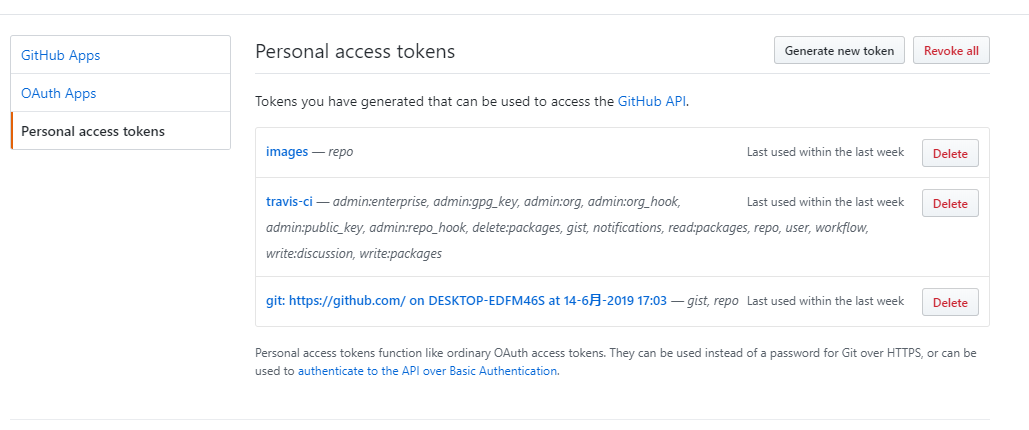 GitHub Apps
OAuth Apps
Personal access tokens
Personal access tokens
Generate new token
Revoke all
Tokens you have generated that can be used to access the GitHub API.
images — repo
Last used within the last week
Delete
travis-ci — admin:enterprise, admin:gpg_key, admin:org, admin:org_hook,
admin:public_key, admin:repo_hook, delete:packages, gist, notifications, read:packages, repo, user, workflow,
write:discussion, write:packages
Last used within the last week
Delete
git: https://github.com/ on DESKTOP-EDFM46S at 14-6月-2019 17:03 — gist, repo
Last used within the last week
Delete
Personal access tokens function like ordinary OAuth access tokens. They can be used instead of a password for Git over HTTPS, or can be
used to authenticate to the API over Basic Authentication.